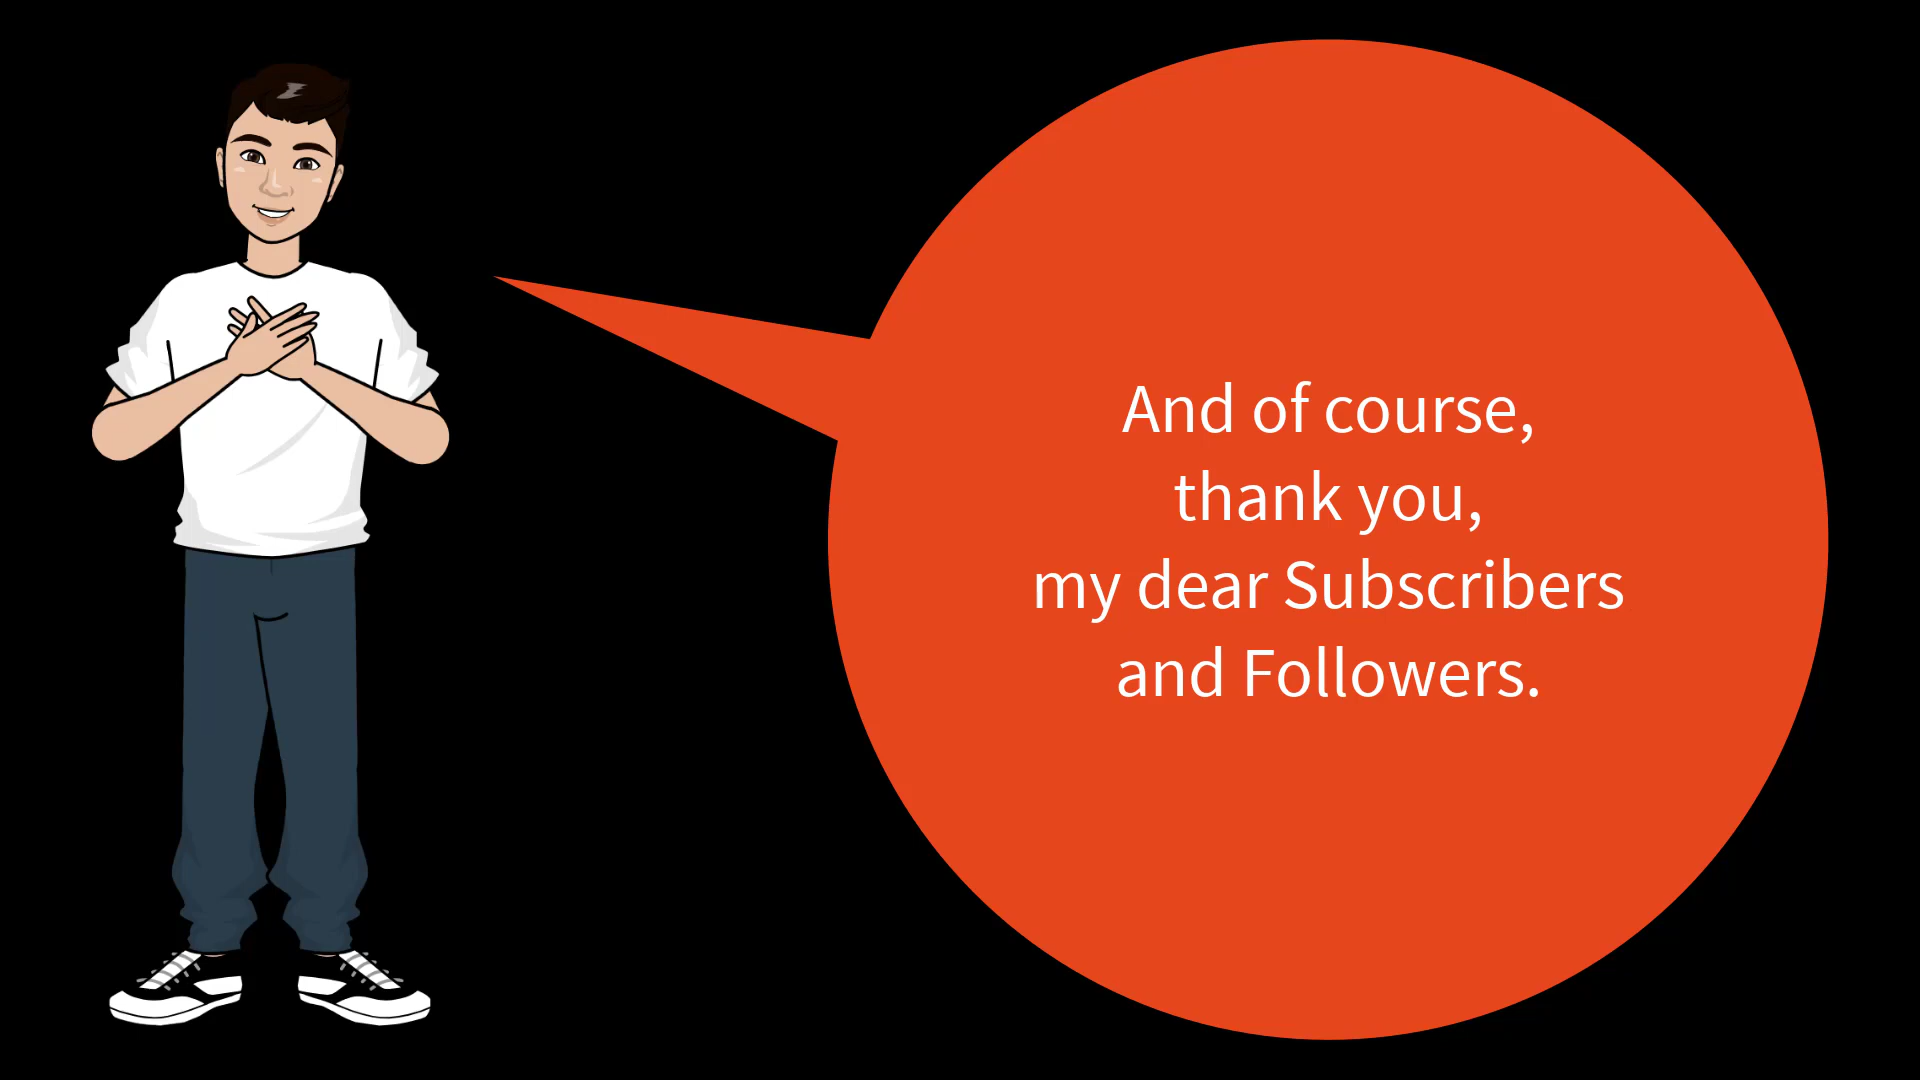 And of course,
thank you,
my dear Subscribers
and Followers.